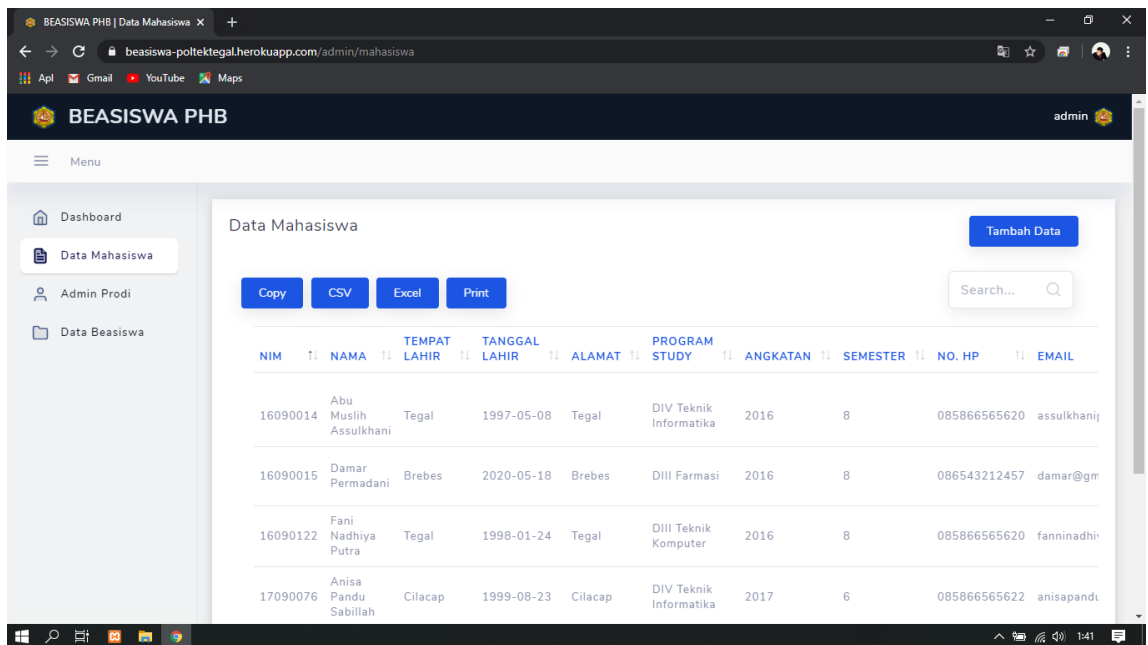 BEASISWA PHB | Data Mahasiswa
beasiswa-poltektegal.herokuapp.com/admin/mahasiswa
Apl Gmail YouTube Maps
BEASISWA PHB admin
Menu
Dashboard
Data Mahasiswa
Admin Prodi
Data Beasiswa
Data Mahasiswa Tambah Data
Copy CSV Excel Print Search...
NIM NAMA TEMPAT LAHIR TANGGAL LAHIR ALAMAT PROGRAM STUDY ANGKATAN SEMESTER NO. HP EMAIL
16090014 Abu Muslih Assulkhani Tegal 1997-05-08 Tegal DIV Teknik Informatika 2016 8 085866565620 assulkhani
16090015 Damar Permadani Brebes 2020-05-18 Brebes DIII Farmasi 2016 8 086543212457 damar@gm
16090122 Fani Nadhiya Putra Tegal 1998-01-24 Tegal DIII Teknik Komputer 2016 8 085866565620 fanninadhi
17090076 Anisa Pandu Sabillah Cilacap 1999-08-23 Cilacap DIV Teknik Informatika 2017 6 085866565622 anisapandu
1:41